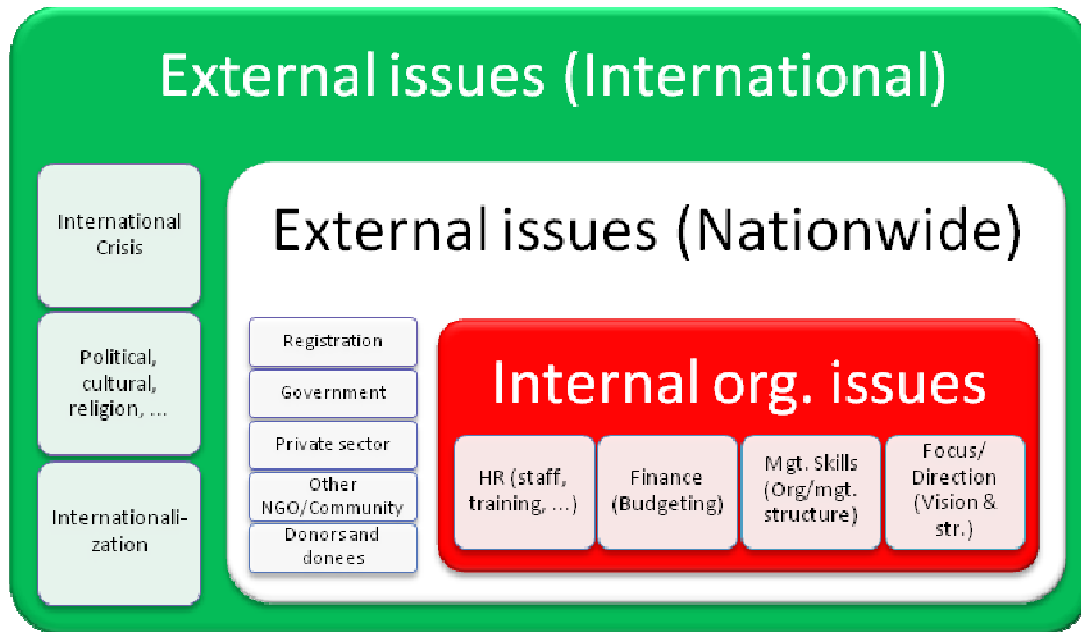 External issues (International)
International
Crisis
Political,
cultural,
religion, ...
Internationali-
zation
External issues (Nationwide)
Registration
Government
Private sector
Other
NGO/Community
Donors and
donees
Internal org. issues
HR (staff,
training, ...)
Finance
(Budgeting)
Mgt. Skills
(Org/mgt.
structure)
Focus/
Direction
(Vision &
str.)